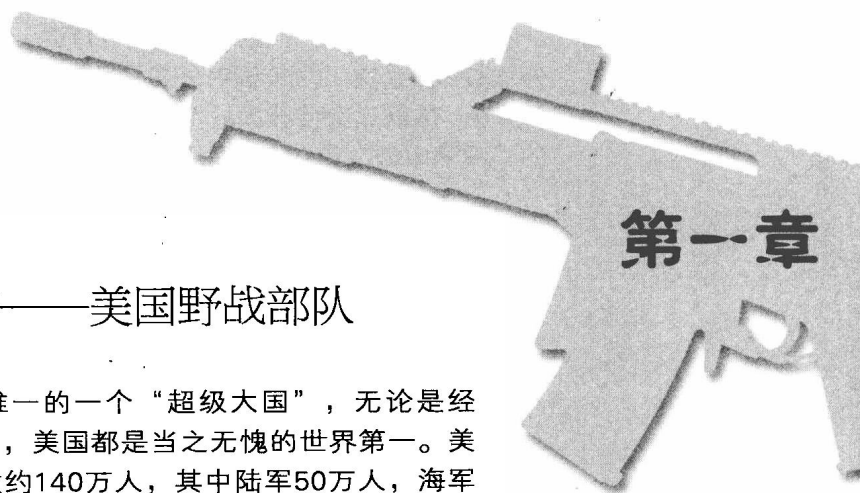 第一章
——美国野战部队
唯一的一个“超级大国”，无论是经
，美国都是当之无愧的世界第一。美
约140万人，其中陆军50万人，海军